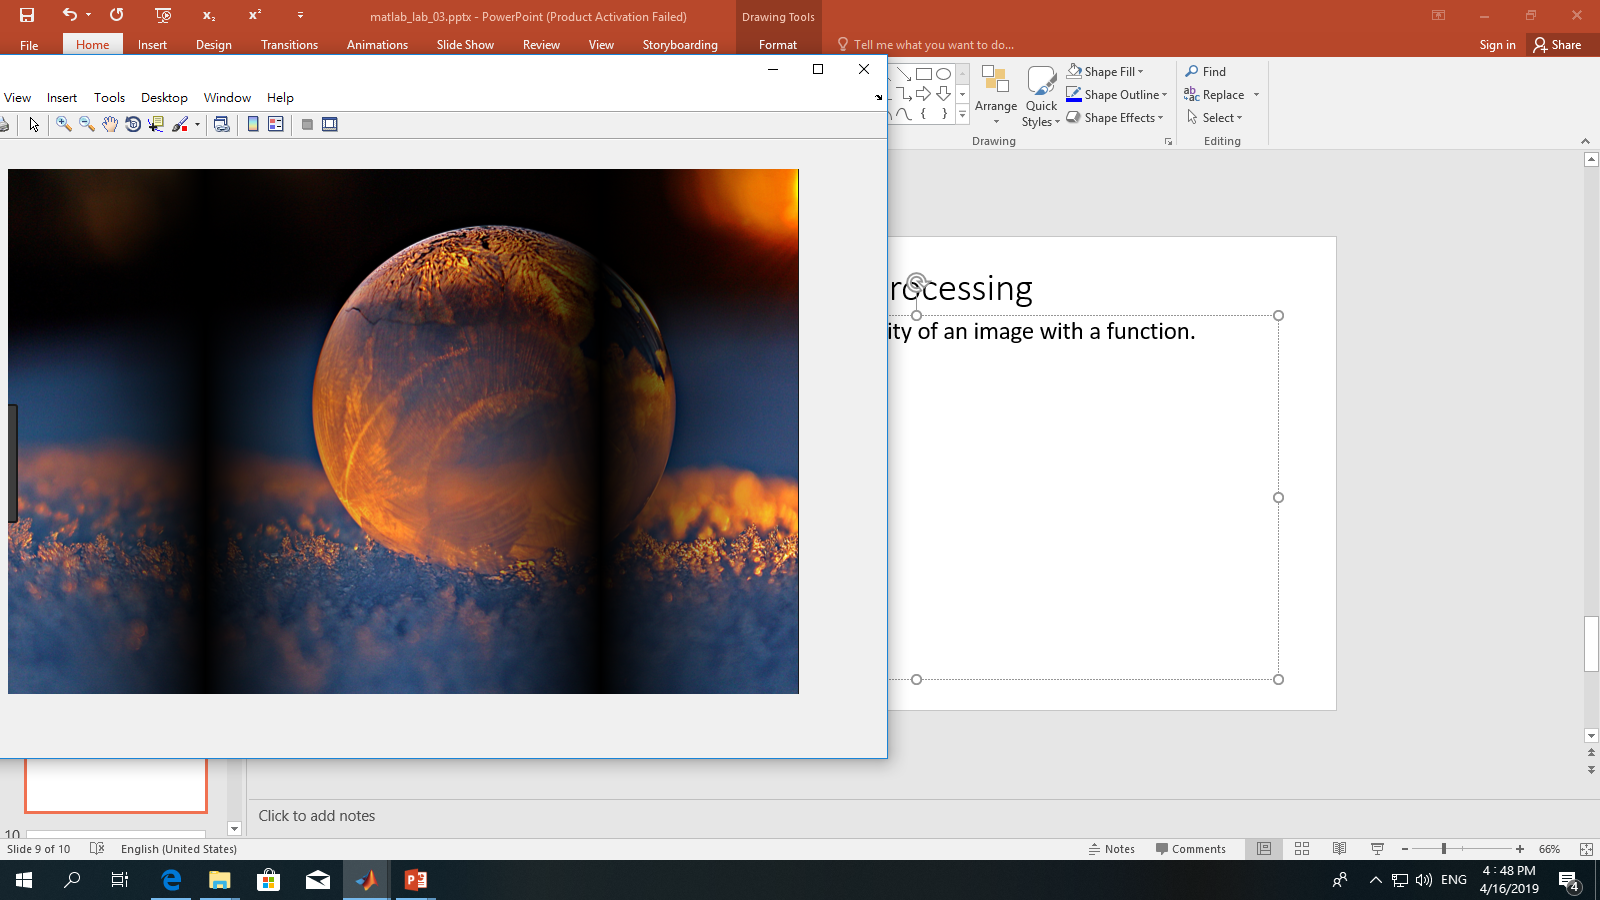 matlab_lab_03.pptx - PowerPoint (Product Activation Failed)
Drawing Tools
File Home Insert Design Transitions Animations Slide Show Review View Storyboarding Format Tell me what you want to do... Sign in Share
View Insert Tools Desktop Window Help
Arrange
Quick Styles
Shape Fill
Shape Outline
Shape Effects
Drawing
Find
Replace
Select
Editing
rocessing
ity of an image with a function.
10
Click to add notes
Slide 9 of 10 English (United States) Notes Comments 66%
ENG
4:48 PM
4/16/2019
4